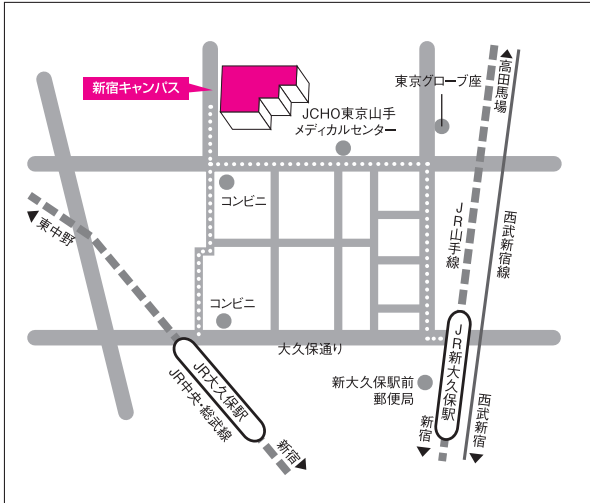 新宿キャンパス
JCHO東京山手
メディカルセンター
東京グローブ座
高田馬場
コンビニ
東中野
JR山手線
西武新宿線
コンビニ
大久保通り
JR大久保駅
JR中央・総武線
新宿
新大久保駅前
郵便局
JR新大久保駅
新宿
西武新宿